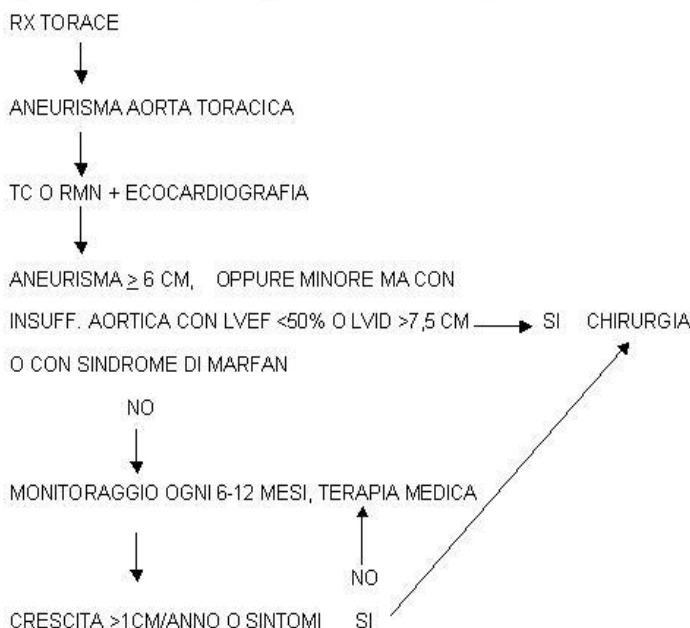 RX TORACE
ANEURISMA AORTA TORACICA
TC O RMN + ECOCARDIOGRAFIA
ANEURISMA ≥ 6 CM, OPPURE MINORE MA CON
INSUFF. AORTICA CON LVEF <50% O LVID >7,5 CM SI CHIRURGIA
O CON SINDROME DI MARFAN
NO
MONITORAGGIO OGNI 6-12 MESI, TERAPIA MEDICA
NO
CRESCITA >1CM/ANNO O SINTOMI SI